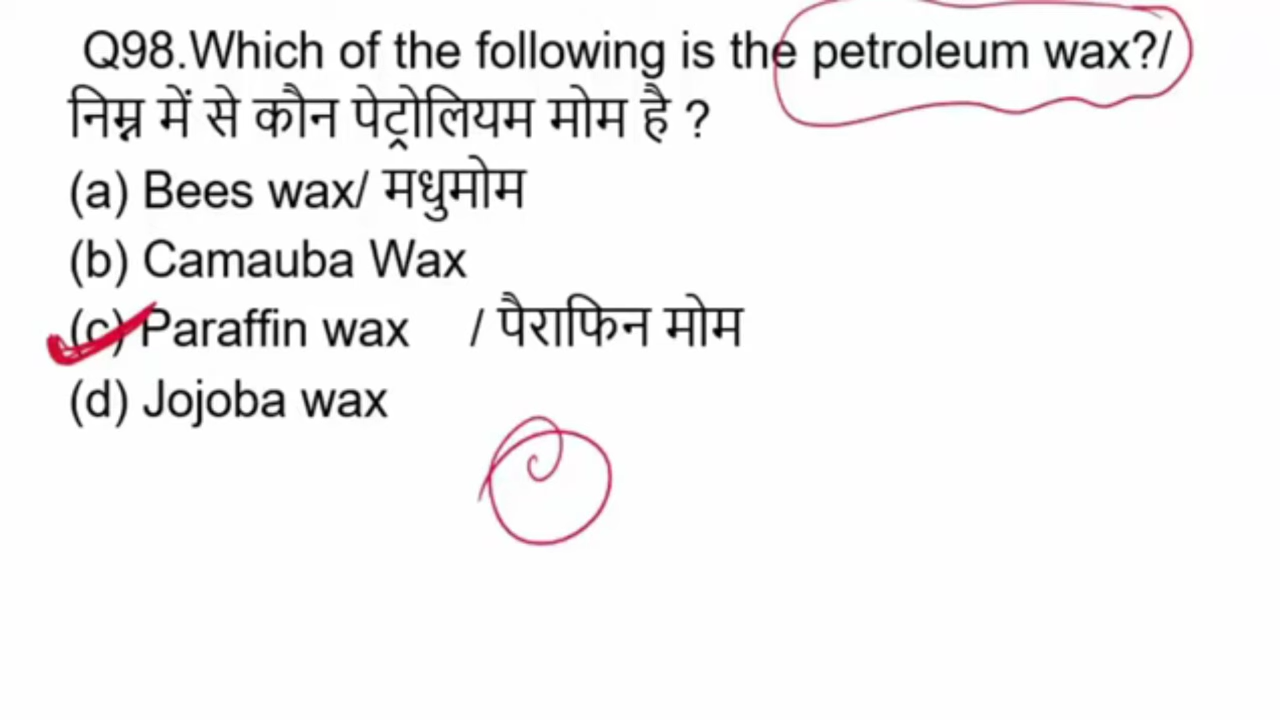 Q98.Which of the following is the petroleum wax?/
निम्न में से कौन पेट्रोलियम मोम है ?
(a) Bees wax/ मधुमोम
(b) Camauba Wax
(c) Paraffin wax / पैराफिन मोम
(d) Jojoba wax